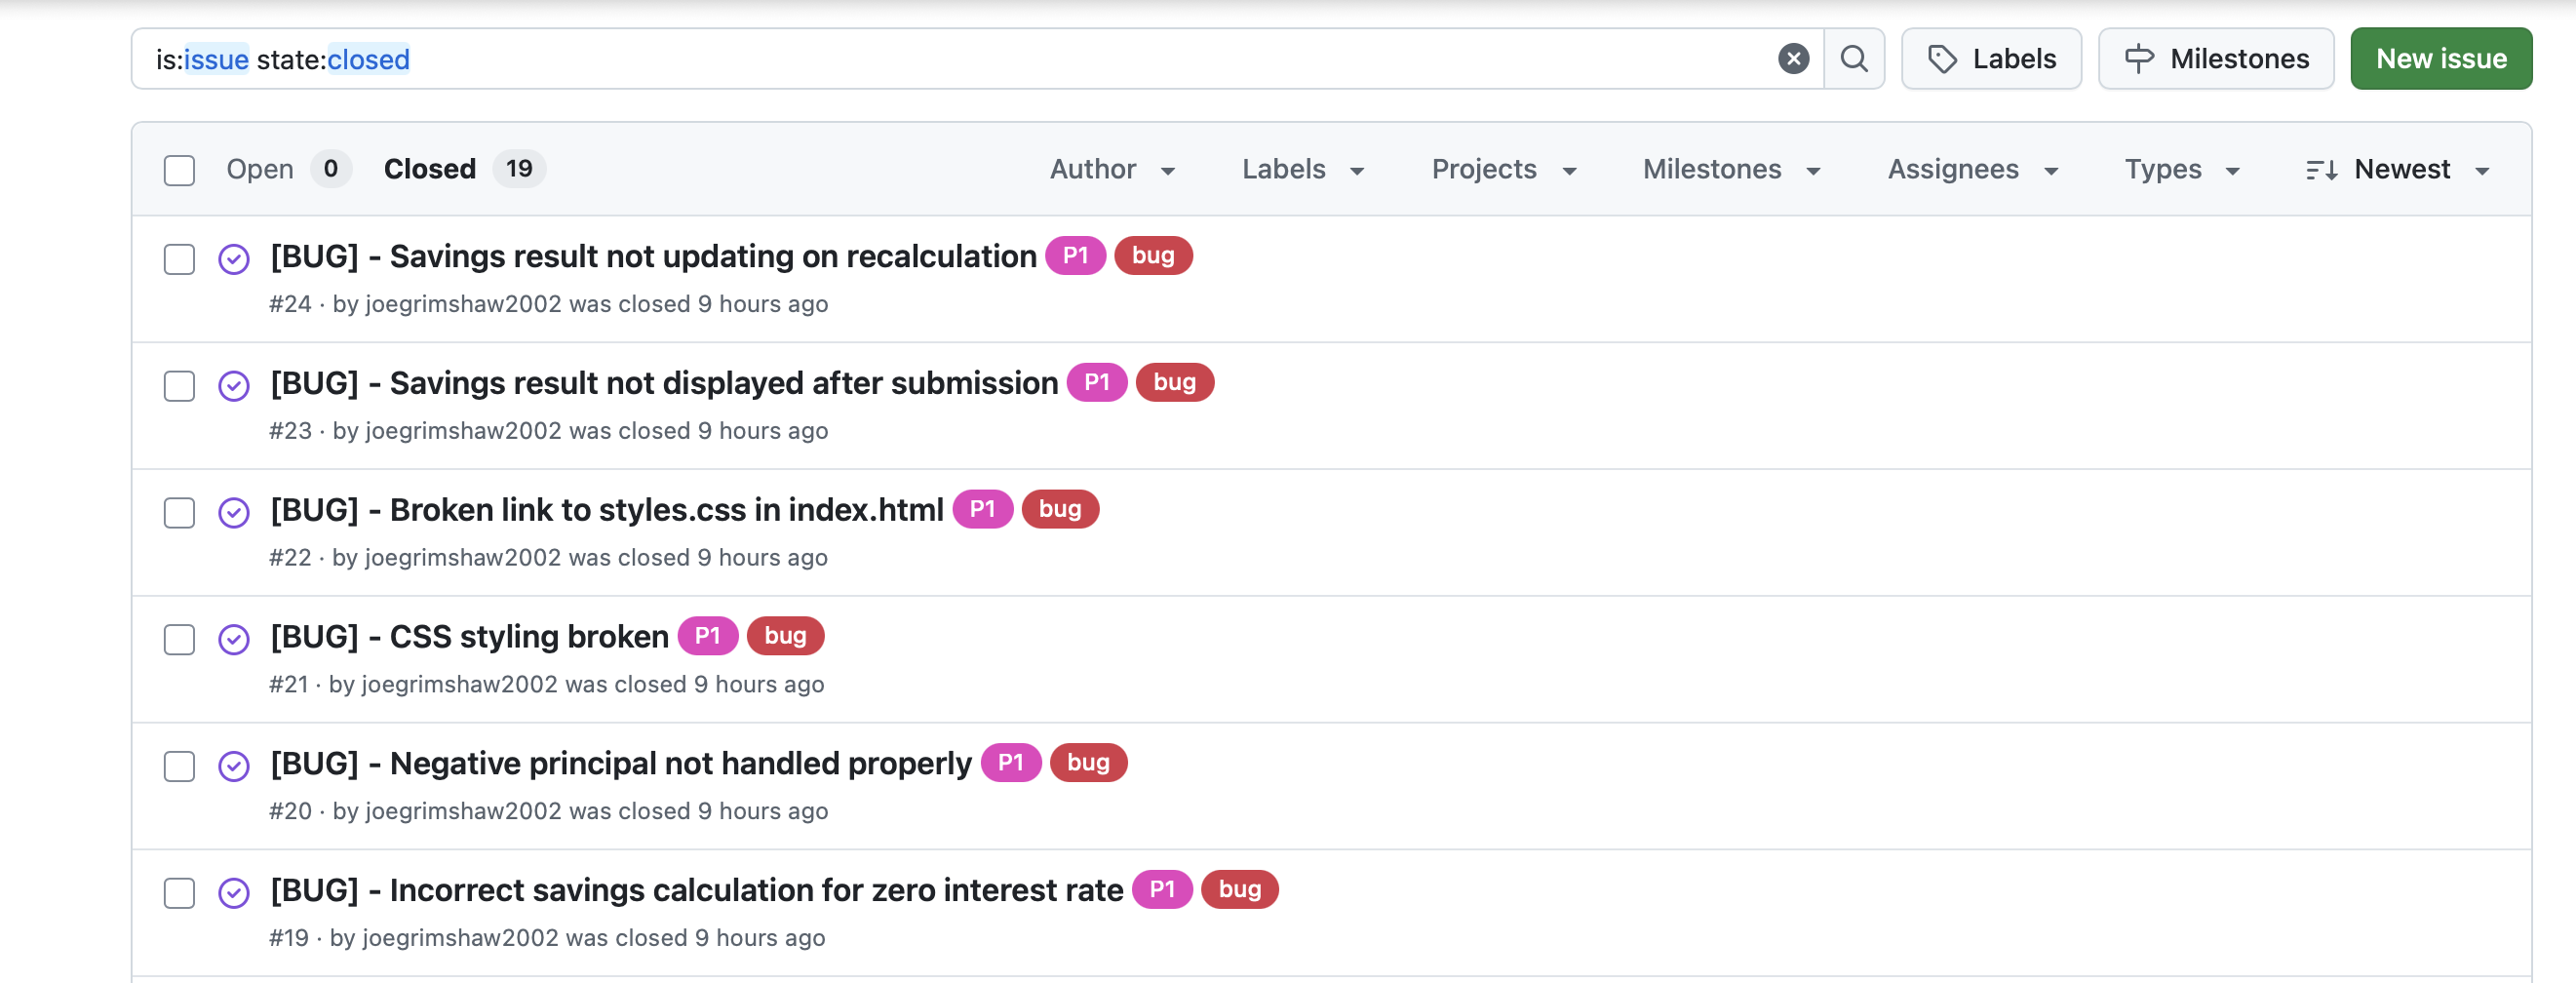 is:issue state:closed
Labels
Milestones
New issue
Open 0 Closed 19 Author Labels Projects Milestones Assignees Types Newest
[BUG] - Savings result not updating on recalculation P1 bug
#24 · by joegrimshaw2002 was closed 9 hours ago
[BUG] - Savings result not displayed after submission P1 bug
#23 · by joegrimshaw2002 was closed 9 hours ago
[BUG] - Broken link to styles.css in index.html P1 bug
#22 · by joegrimshaw2002 was closed 9 hours ago
[BUG] - CSS styling broken P1 bug
#21 · by joegrimshaw2002 was closed 9 hours ago
[BUG] - Negative principal not handled properly P1 bug
#20 · by joegrimshaw2002 was closed 9 hours ago
[BUG] - Incorrect savings calculation for zero interest rate P1 bug
#19 · by joegrimshaw2002 was closed 9 hours ago